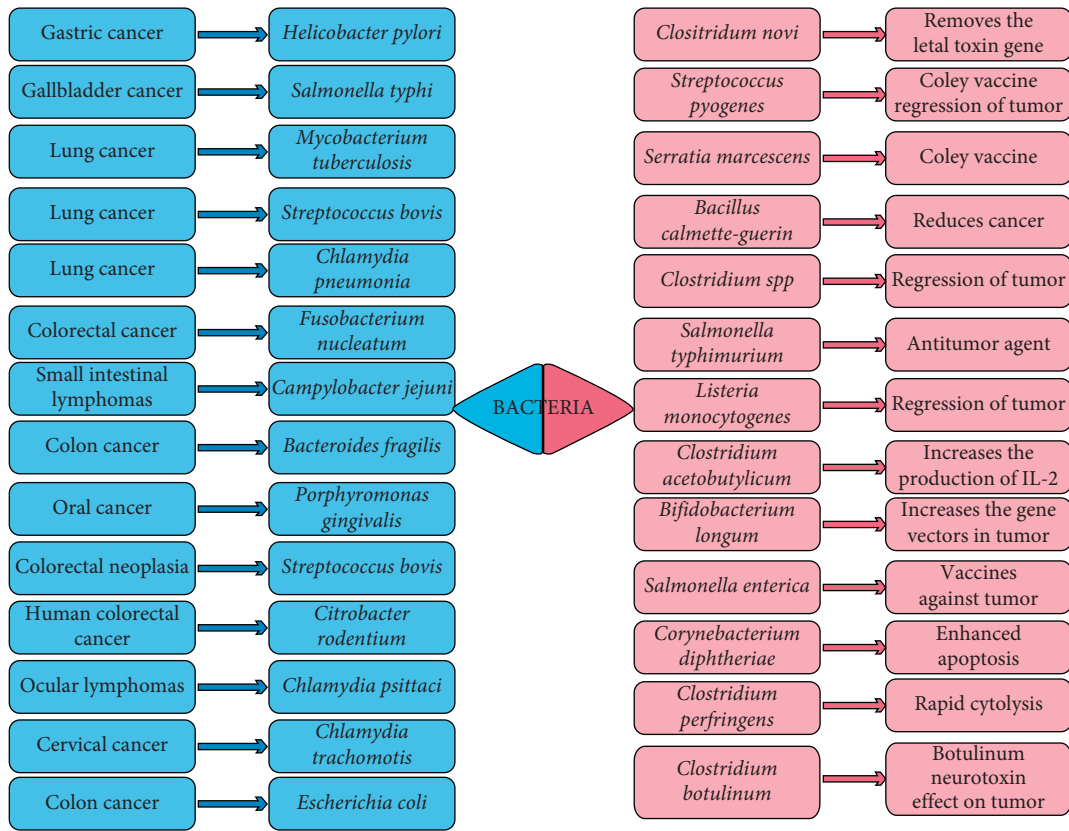 Gastric cancer
Helicobacter pylori
Gallbladder cancer
Salmonella typhi
Lung cancer
Mycobacterium
tuberculosis
Lung cancer
Streptococcus bovis
Lung cancer
Chlamydia
pneumonia
Colorectal cancer
Fusobacterium
nucleatum
Small intestinal
lymphomas
Campylobacter jejuni
Colon cancer
Bacteroides fragilis
Oral cancer
Porphyromonas
gingivalis
Colorectal neoplasia
Streptococcus bovis
Human colorectal
cancer
Citrobacter
rodentium
Ocular lymphomas
Chlamydia psittaci
Cervical cancer
Chlamydia
trachomotis
Colon cancer
Escherichia coli
BACTERIA
Clositridum novi
Removes the
letal toxin gene
Streptococcus
pyogenes
Coley vaccine
regression of tumor
Serratia marcescens
Coley vaccine
Bacillus
calmette-guerin
Reduces cancer
Clostridium spp
Regression of tumor
Salmonella
typhimurium
Antitumor agent
Listeria
monocytogenes
Regression of tumor
Clostridium
acetobutylicum
Increases the
production of IL-2
Bifidobacterium
longum
Increases the gene
vectors in tumor
Salmonella enterica
Vaccines
against tumor
Corynebacterium
diphtheriae
Enhanced
apoptosis
Clostridium
perfringens
Rapid cytolysis
Clostridium
botulinum
Botulinum
neurotoxin
effect on tumor